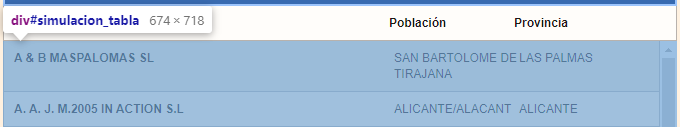 div#simulacion_tabla 674 × 718
Población Provincia
A & B MASPALOMAS SL SAN BARTOLOME DE LAS PALMAS
TIRAJANA
A. A. J. M.2005 IN ACTION S.L ALICANTE/ALACANT ALICANTE